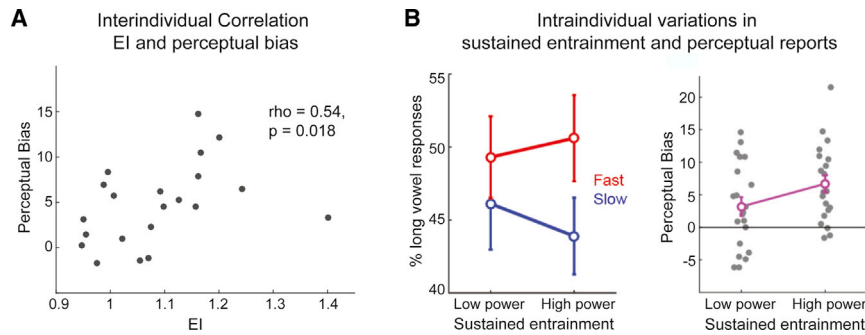 A
Interindividual Correlation
EI and perceptual bias
Perceptual Bias
15
10
5
0
rho = 0.54,
p = 0.018
0.9 1 1.1 1.2 1.3 1.4
EI
B
Intraindividual variations in
sustained entrainment and perceptual reports
% long vowel responses
55
50
45
40
Fast
Slow
Low power High power
Sustained entrainment
Perceptual Bias
20
15
10
5
0
-5
Low power High power
Sustained entrainment